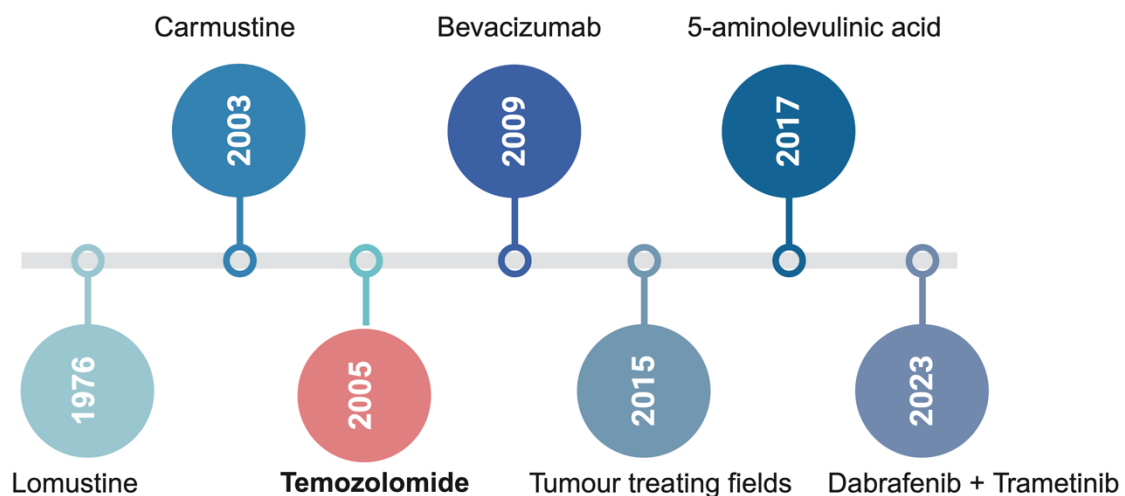 Carmustine
Bevacizumab
5-aminolevulinic acid
2003
2009
2017
1976
2005
2015
2023
Lomustine
Temozolomide
Tumour treating fields
Dabrafenib + Trametinib